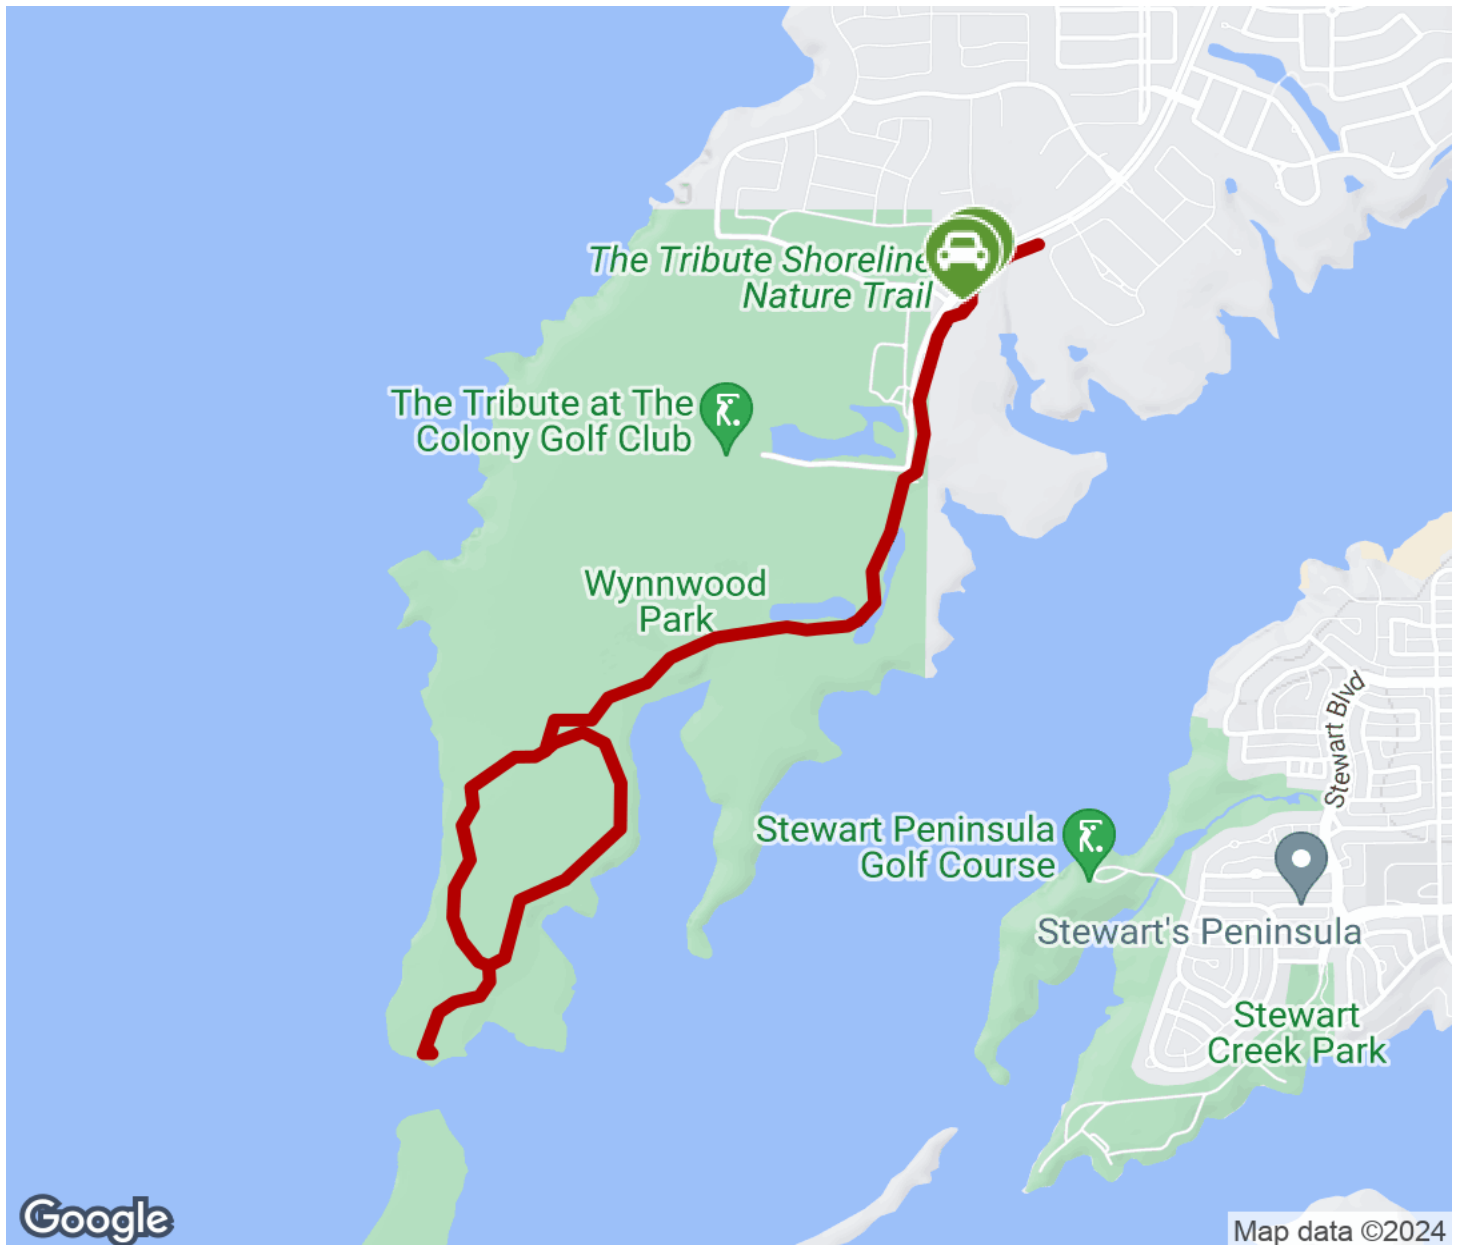 The Tribute Shoreline
Nature Trail
The Tribute at The
Colony Golf Club
Wynnwood
Park
Stewart Blvd
Stewart Peninsula
Golf Course
Stewart's Peninsula
Stewart
Creek Park
Google
Map data ©2024